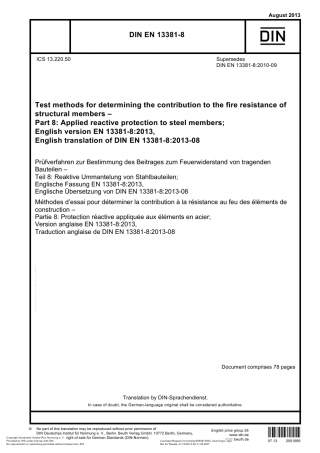 August 2013
DIN EN 13381-8
DIN
ICS 13.220.50
Supersedes
DIN EN 13381-8:2010-09
Test methods for determining the contribution to the fire resistance of
structural members –
Part 8: Applied reactive protection to steel members;
English version EN 13381-8:2013,
English translation of DIN EN 13381-8:2013-08
Prüfverfahren zur Bestimmung des Beitrages zum Feuerwiderstand von tragenden
Bauteilen –
Teil 8: Reaktive Ummantelung von Stahlbauteilen;
Englische Fassung EN 13381-8:2013,
Englische Übersetzung von DIN EN 13381-8:2013-08
Méthodes d'essai pour déterminer la contribution à la résistance au feu des éléments de
construction –
Partie 8: Protection réactive appliquée aux éléments en acier;
Version anglaise EN 13381-8:2013,
Traduction anglaise de DIN EN 13381-8:2013-08
Document comprises 78 pages
Translation by DIN-Sprachendienst.
In case of doubt, the German-language original shall be considered authoritative.
© No part of this translation may be reproduced without prior permission of
DIN Deutsches Institut für Normung e. V., Berlin. Beuth Verlag GmbH, 10772 Berlin, Germany,
right of sale for German Standards (DIN-Normen).
English price group 26
www.din.de
www.beuth.de